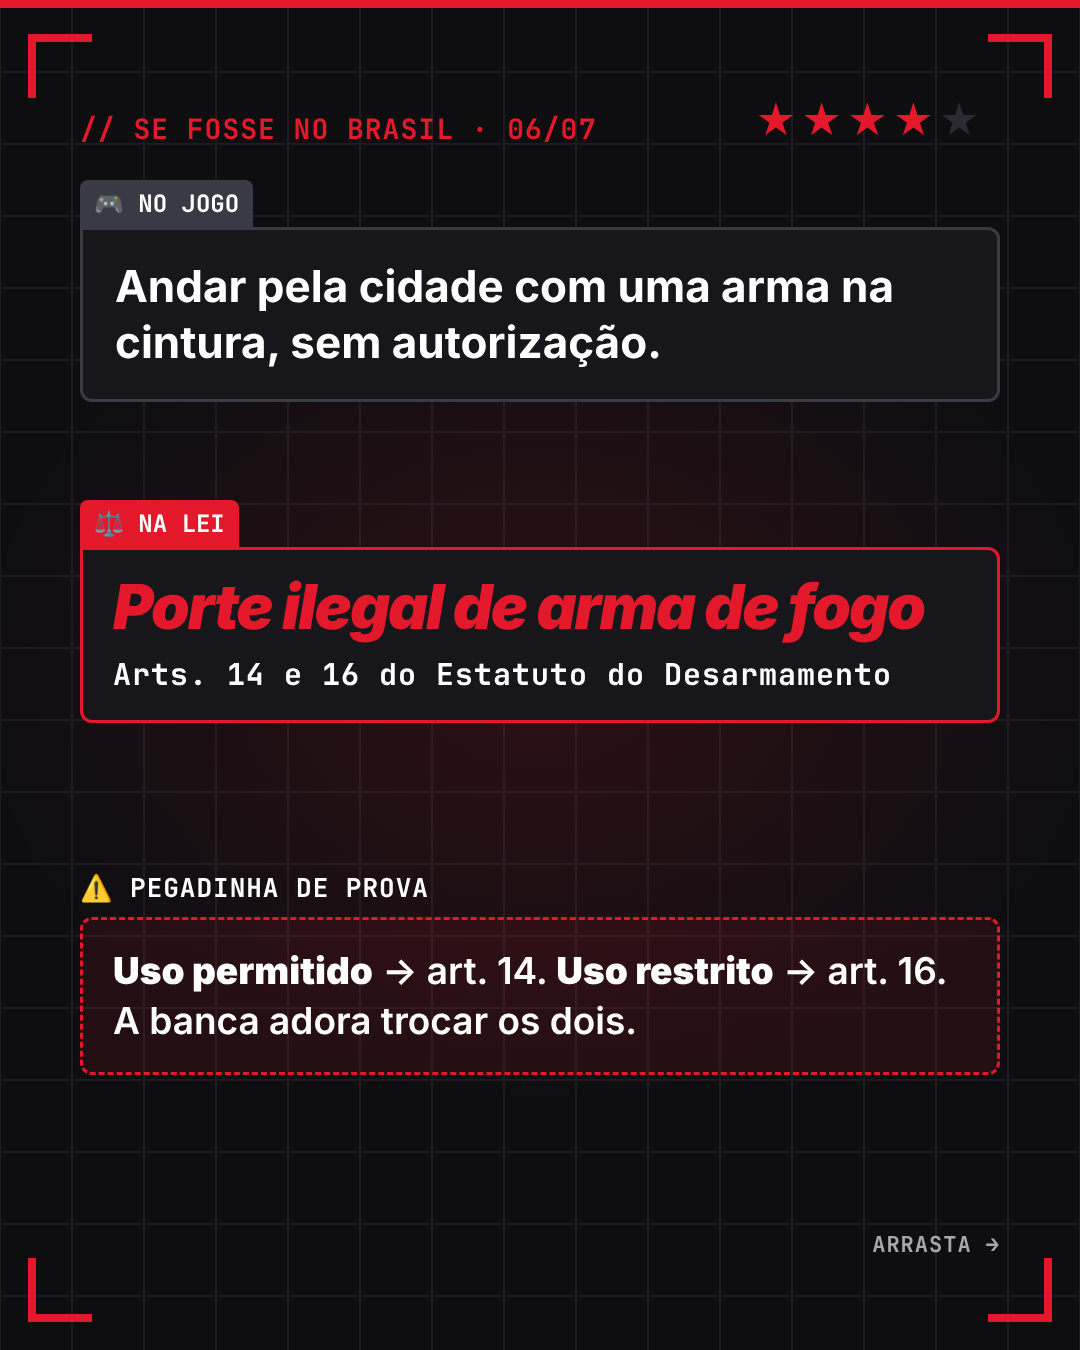 // SE FOSSE NO BRASIL · 06/07
★★★★★
🎮 NO JOGO
Andar pela cidade com uma arma na
cintura, sem autorização.
⚖️ NA LEI
Porte ilegal de arma de fogo
Arts. 14 e 16 do Estatuto do Desarmamento
⚠️ PEGADINHA DE PROVA
Uso permitido → art. 14. Uso restrito → art. 16.
A banca adora trocar os dois.
ARRASTA →